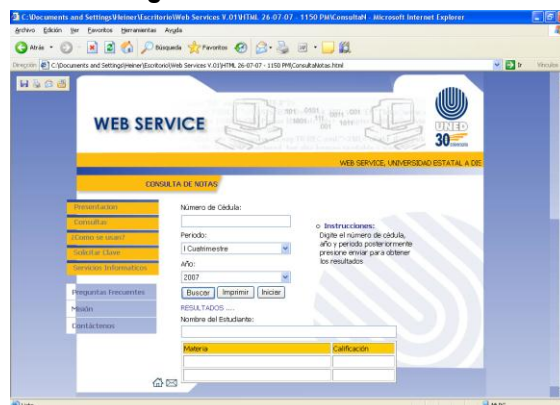 C:\Documents and Settings\Heiner\Escritorio\Web Services V.01\HTML 26-07-07 - 1150 PM\ConsultaN - Microsoft Internet Explorer
Archivo Edición Ver Favoritos Herramientas Ayuda
Atrás Búsqueda Favoritos
Dirección C:\Documents and Settings\Heiner\Escritorio\Web Services V.01\HTML 26-07-07 - 1150 PM\ConsultaNotas.html Ir Vínculos
WEB SERVICE
UNED
30
WEB SERVICE, UNIVERSIDAD ESTATAL A DIS
CONSULTA DE NOTAS
Presentacion
Consultas
¿Como se usan?
Solicitar Clave
Servicios Informaticos
Preguntas Frecuentes
Misión
Contáctenos
Número de Cédula:
Periodo:
I Cuatrimestre
Año:
2007
Buscar Imprimir Iniciar
RESULTADOS ....
Nombre del Estudiante:
Materia Calificación
Instrucciones:
Digite el número de cédula,
año y periodo posteriormente
presione enviar para obtener
los resultados